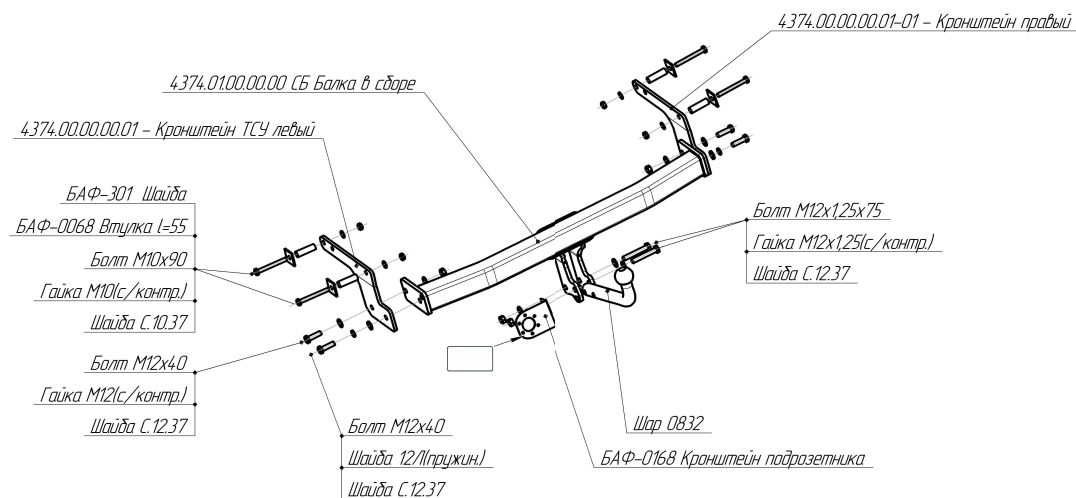 4374.00.00.00.01-01 - Кронштейн правый
4374.01.00.00.00 СБ Балка в сборе
4374.00.00.00.01 - Кронштейн ТСУ левый
БАФ-301 Шайба
БАФ-0068 Втулка l=55
Болт М10х90
Гайка М10(с/контр.)
Шайба С.10.37
Болт М12х40
Гайка М12(с/контр.)
Шайба С.12.37
Болт М12х40
Шайба 12Л(пружин.)
Шайба С.12.37
Болт М12х1,25х75
Гайка М12х1,25(с/контр.)
Шайба С.12.37
Шар 0832
БАФ-0168 Кронштейн подрозетника